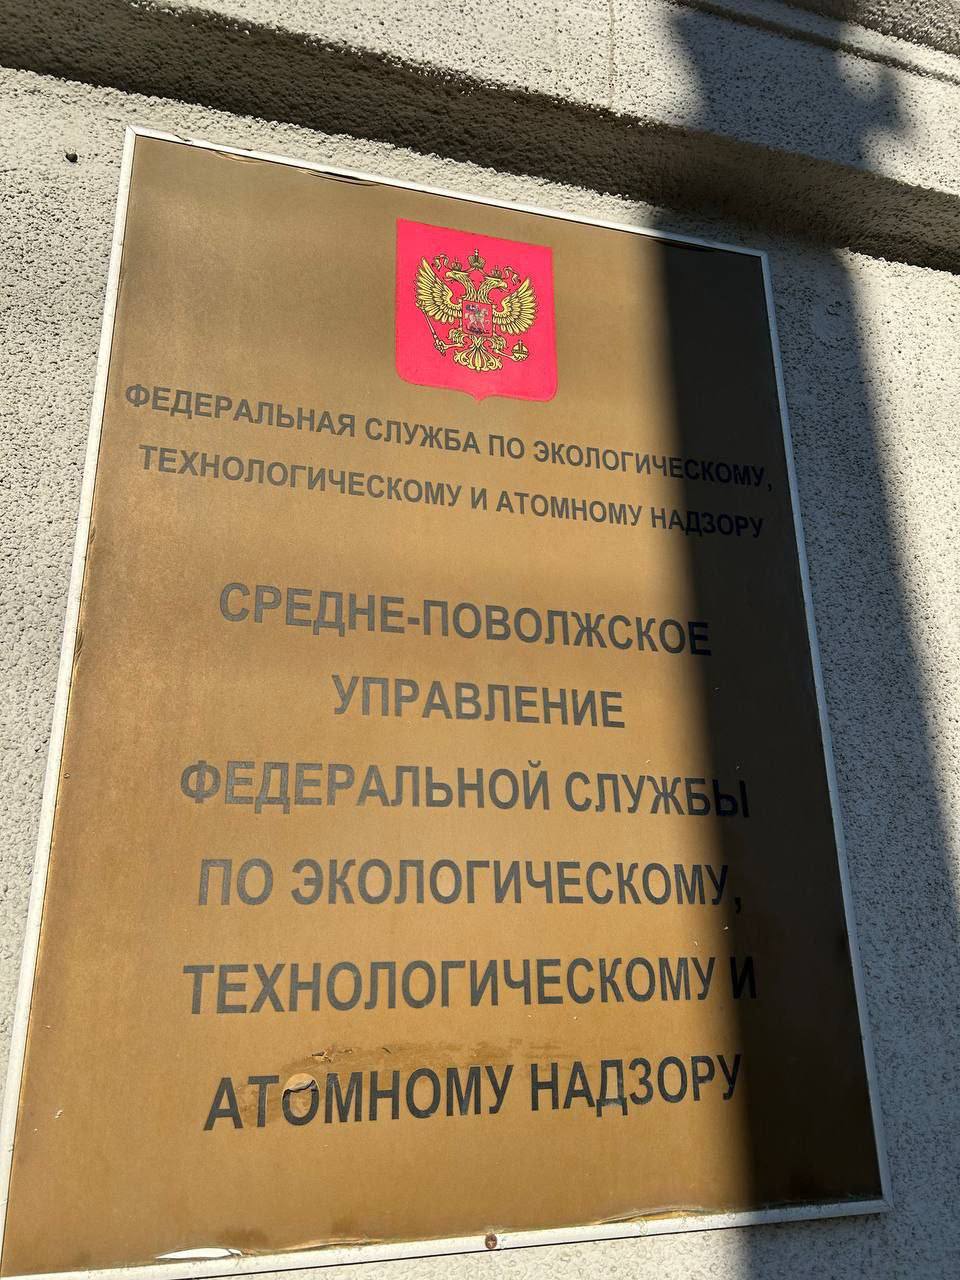 ФЕДЕРАЛЬНАЯ СЛУЖБА ПО ЭКОЛОГИЧЕСКОМУ,
ТЕХНОЛОГИЧЕСКОМУ И АТОМНОМУ НАДЗОРУ
СРЕДНЕ-ПОВОЛЖСКОЕ
УПРАВЛЕНИЕ
ФЕДЕРАЛЬНОЙ СЛУЖБЫ
ПО ЭКОЛОГИЧЕСКОМУ,
ТЕХНОЛОГИЧЕСКОМУ И
АТОМНОМУ НАДЗОРУ